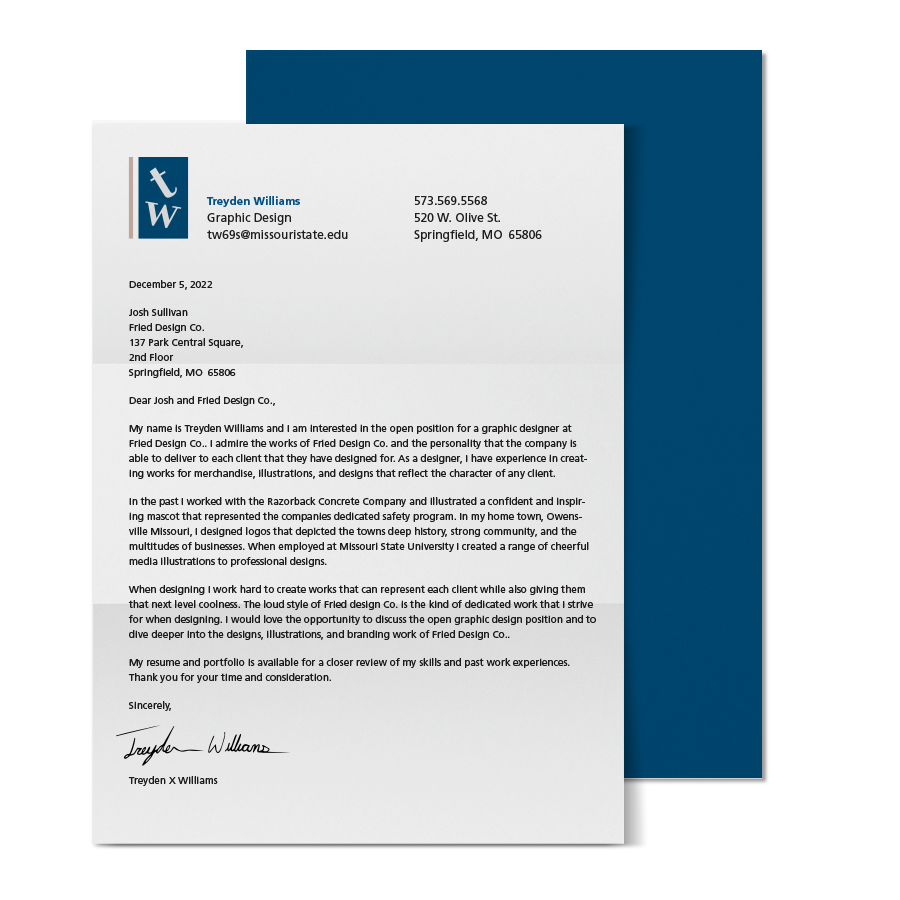 tw
Treyden Williams
Graphic Design
tw69s@missouristate.edu
573.569.5568
520 W. Olive St.
Springfield, MO  65806
December 5, 2022
Josh Sullivan
Fried Design Co.
137 Park Central Square,
2nd Floor
Springfield, MO  65806
Dear Josh and Fried Design Co.,
My name is Treyden Williams and I am interested in the open position for a graphic designer at
Fried Design Co.. I admire the works of Fried Design Co. and the personality that the company is
able to deliver to each client that they have designed for. As a designer, I have experience in creat-
ing works for merchandise, illustrations, and designs that reflect the character of any client.
In the past I worked with the Razorback Concrete Company and illustrated a confident and inspir-
ing mascot that represented the companies dedicated safety program. In my home town, Owens-
ville Missouri, I designed logos that depicted the towns deep history, strong community, and the
multitudes of businesses. When employed at Missouri State University I created a range of cheerful
media illustrations to professional designs.
When designing I work hard to create works that can represent each client while also giving them
that next level coolness. The loud style of Fried design Co. is the kind of dedicated work that I strive
for when designing. I would love the opportunity to discuss the open graphic design position and to
dive deeper into the designs, illustrations, and branding work of Fried Design Co..
My resume and portfolio is available for a closer review of my skills and past work experiences.
Thank you for your time and consideration.
Sincerely,
Treyden Williams
Treyden X Williams